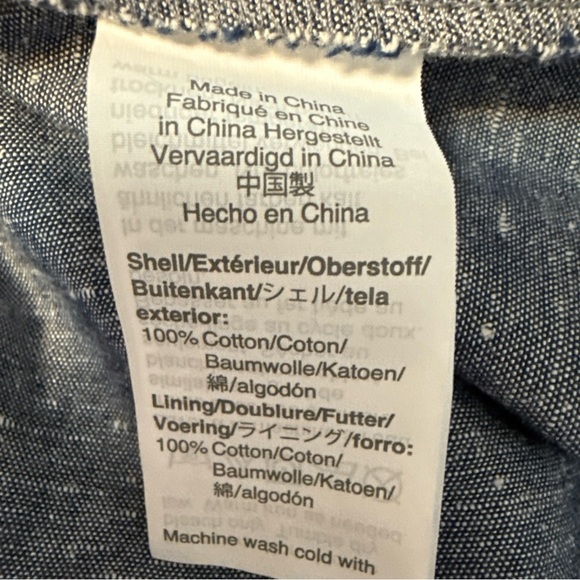 Made in China
Fabriqué en Chine
in China Hergestellt
Vervaardigd in China
中国製
Hecho en China
Shell/Extérieur/Oberstoff/
Buitenkant/シェル/tela
exterior:
100% Cotton/Coton/
Baumwolle/Katoen/
綿/algodón
Lining/Doublure/Futter/
Voering/ライニング/forro:
100% Cotton/Coton/
Baumwolle/Katoen/
綿/algodón
Machine wash cold with